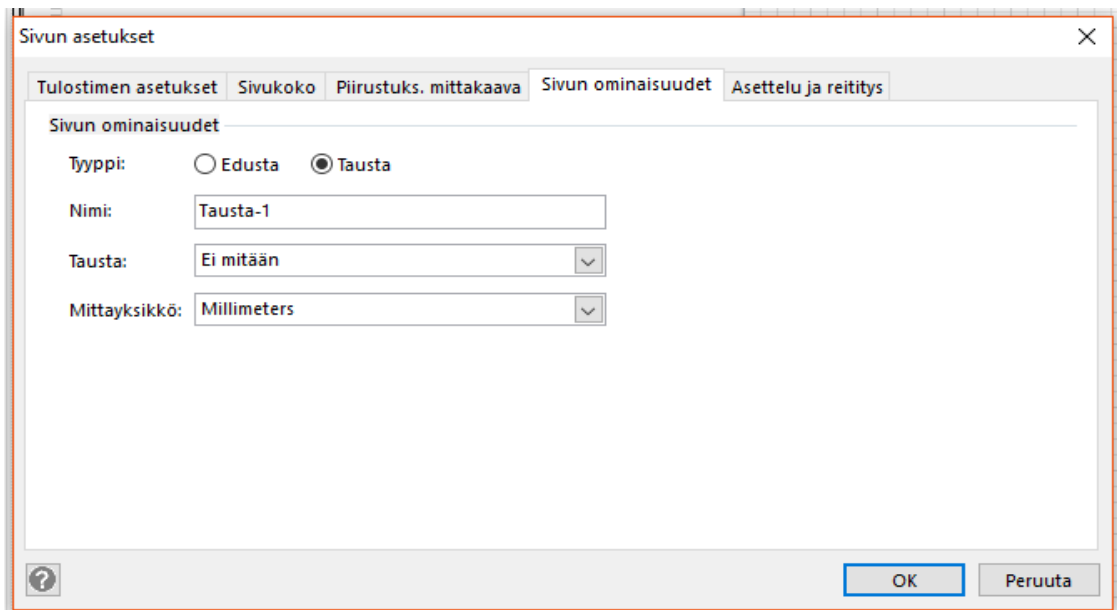 Sivun asetukset
Tulostimen asetukset Sivukoko Piirustuks. mittakaava Sivun ominaisuudet Asettelu ja reititys
Sivun ominaisuudet
Tyyppi: Edusta Tausta
Nimi: Tausta-1
Tausta: Ei mitään
Mittayksikkö: Millimeters
?
OK Peruuta